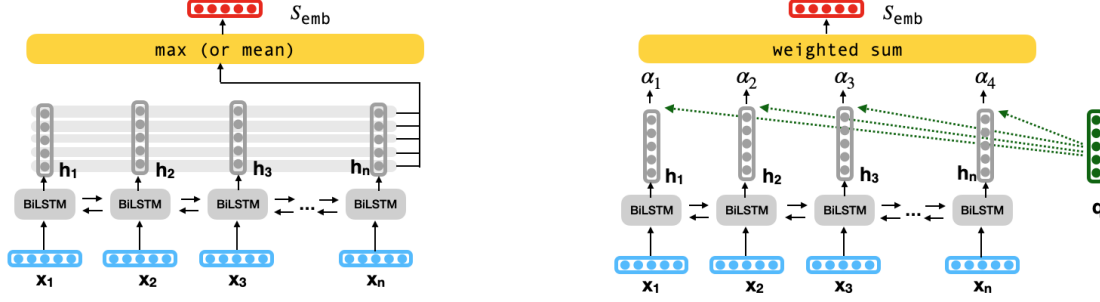 S_emb
max (or mean)
h₁ h₂ h₃ hₙ
BiLSTM BiLSTM BiLSTM ... BiLSTM
x₁ x₂ x₃ xₙ
S_emb
weighted sum
α₁ α₂ α₃ α₄
h₁ h₂ h₃ hₙ
BiLSTM BiLSTM BiLSTM ... BiLSTM
q
x₁ x₂ x₃ xₙ